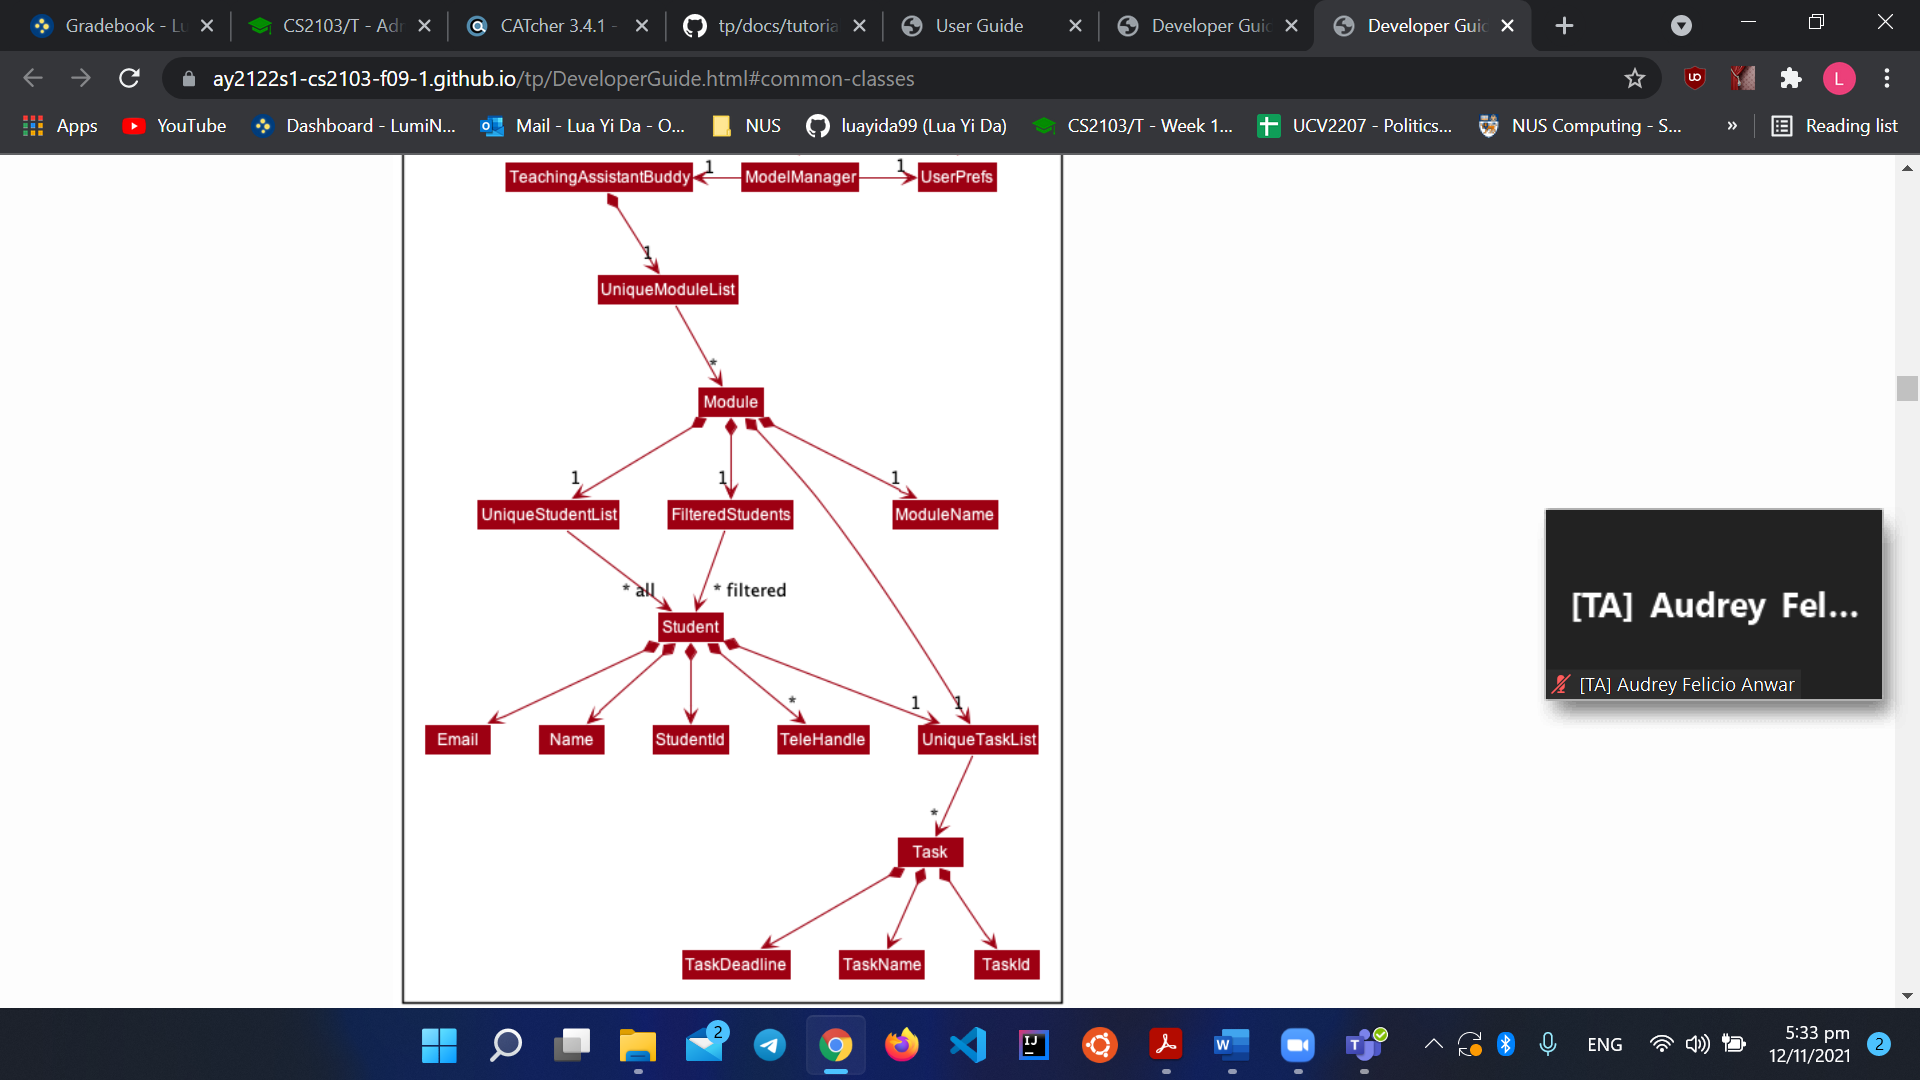 Gradebook - Lu
CS2103/T - Adr
CATcher 3.4.1 -
tp/docs/tutoria
User Guide
Developer Guid
Developer Guid
ay2122s1-cs2103-f09-1.github.io/tp/DeveloperGuide.html#common-classes
L
Apps
YouTube
Dashboard - LumiN...
Mail - Lua Yi Da - O...
NUS
luayida99 (Lua Yi Da)
CS2103/T - Week 1...
UCV2207 - Politics...
NUS Computing - S...
»
Reading list
TeachingAssistantBuddy
1
ModelManager
1
UserPrefs
1
UniqueModuleList
*
Module
1
1
1
UniqueStudentList
FilteredStudents
ModuleName
* all
* filtered
Student
*
1
1
Email
Name
StudentId
TeleHandle
UniqueTaskList
*
Task
TaskDeadline
TaskName
TaskId
[TA] Audrey Fel...
[TA] Audrey Felicio Anwar
2
ENG
5:33 pm
12/11/2021
2